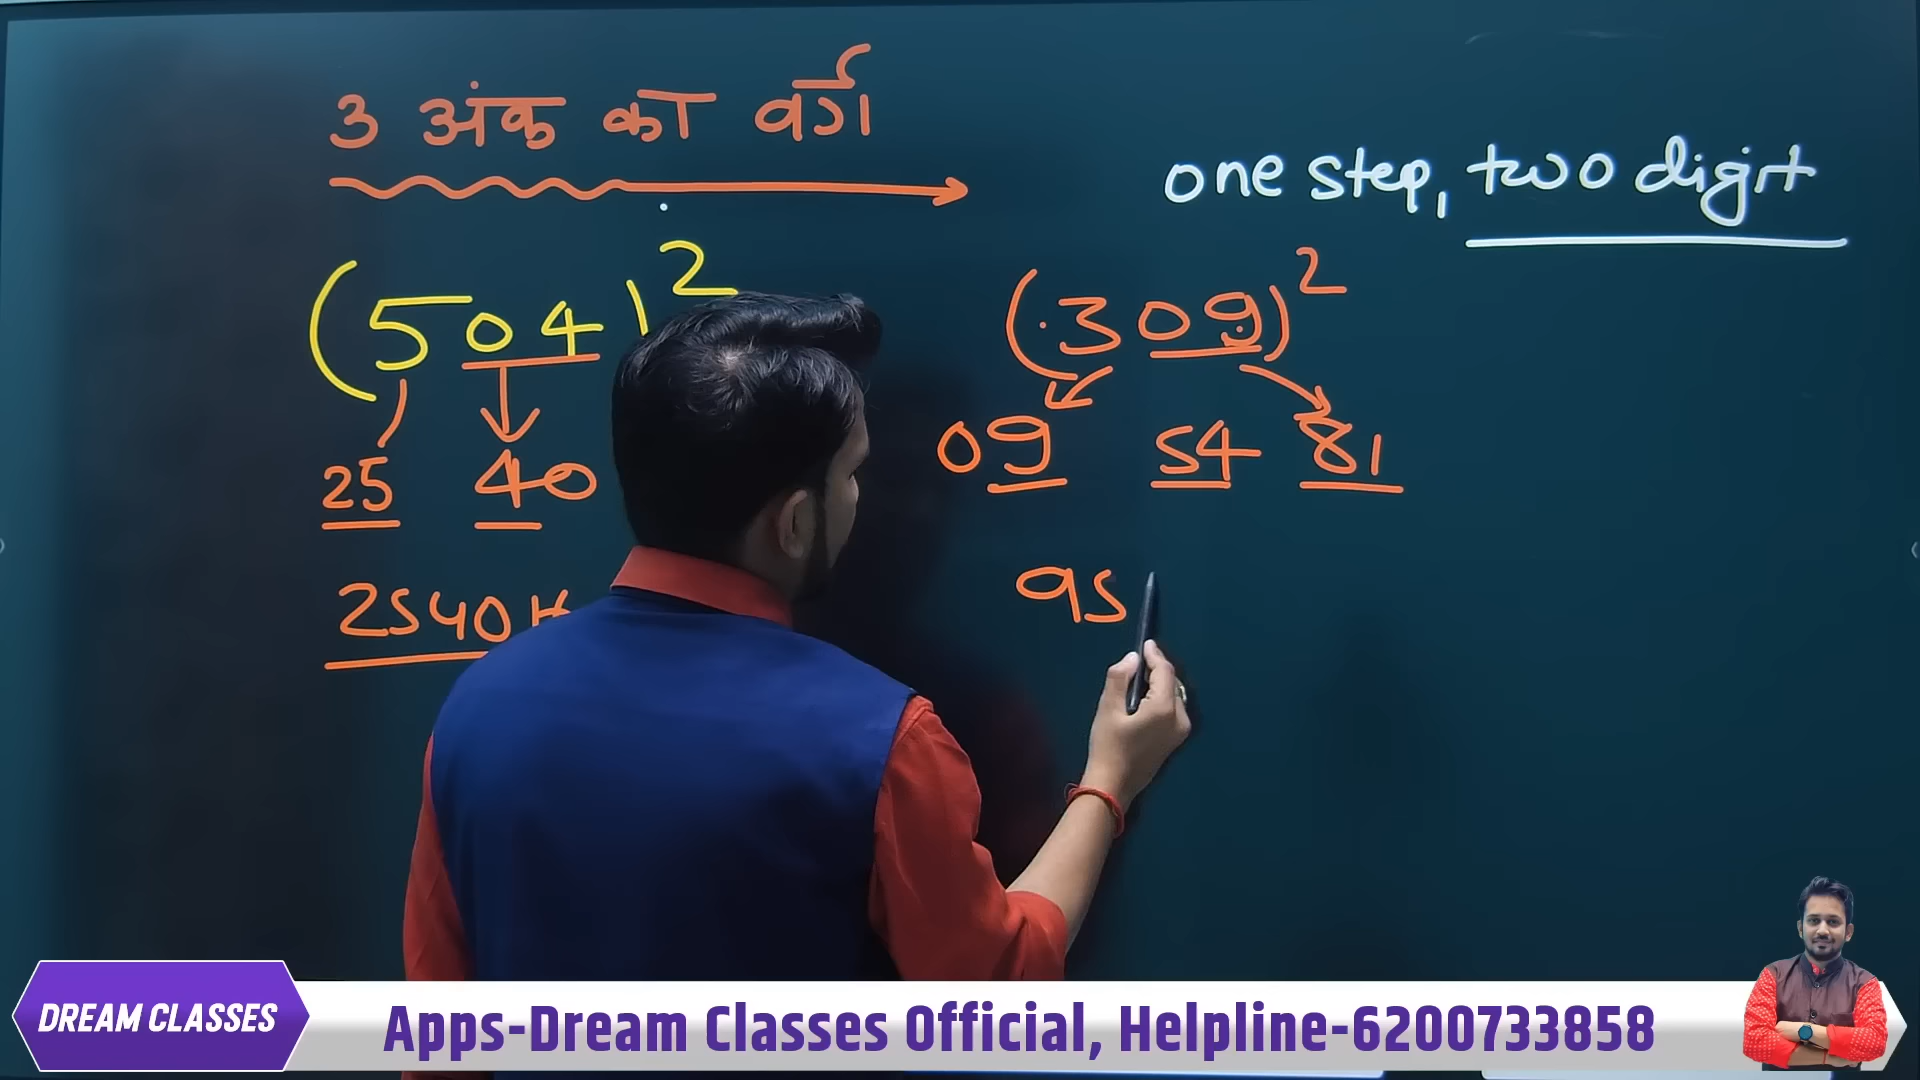 3 अंक का वर्ग
one step, two digit
(504)²
(309)²
25 40
09 54 81
25401
95
DREAM CLASSES
Apps-Dream Classes Official, Helpline-6200733858